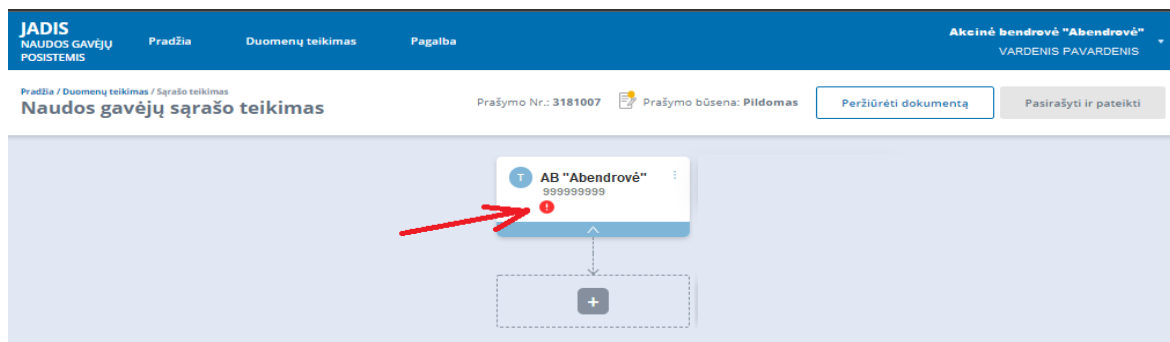 JADIS
NAUDOS GAVĖJŲ
POSISTEMIS
Pradžia
Duomenų teikimas
Pagalba
Akcinė bendrovė "Abendrovė"
VARDENIS PAVARDENIS
Pradžia / Duomenų teikimas / Sąrašo teikimas
Naudos gavėjų sąrašo teikimas
Prašymo Nr.: 3181007
Prašymo būsena: Pildomas
Peržiūrėti dokumentą
Pasirašyti ir pateikti
T
AB "Abendrovė"
999999999
!
+